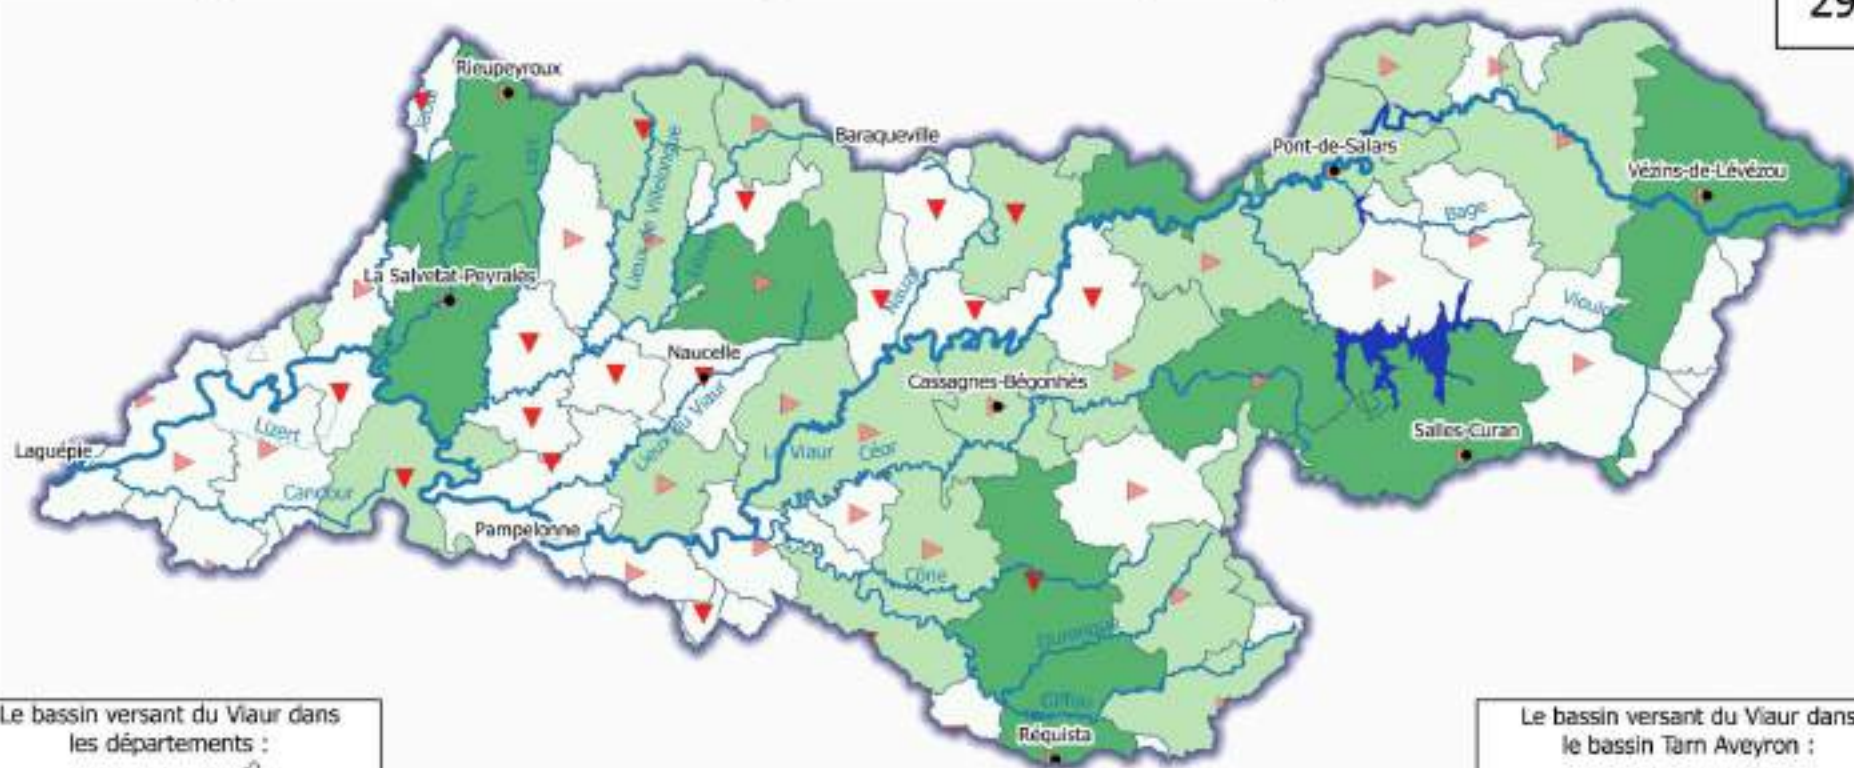 29
Rieupeyroux
Baraqueville
Pont-de-Salars
Vézins-de-Lévézou
Lieux de Villelongue
Bage
La Salvetat-Peyralès
Vioulou
Naucelle
Cassagnes-Bégonhès
Lieux du Viaur
Lizert
Laguépie
Salles-Curan
Le Viaur
Céor
Candour
Pampelonne
Cône
Giffou
Réquista
Le bassin versant du Viaur dans
les départements :
Le bassin versant du Viaur dans
le bassin Tarn Aveyron :